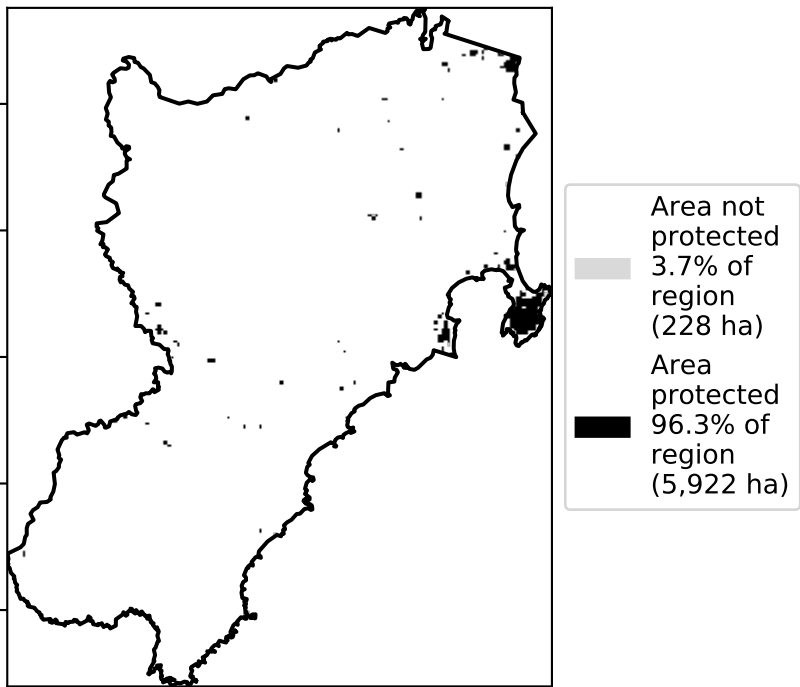 Area not
protected
3.7% of
region
(228 ha)
Area
protected
96.3% of
region
(5,922 ha)